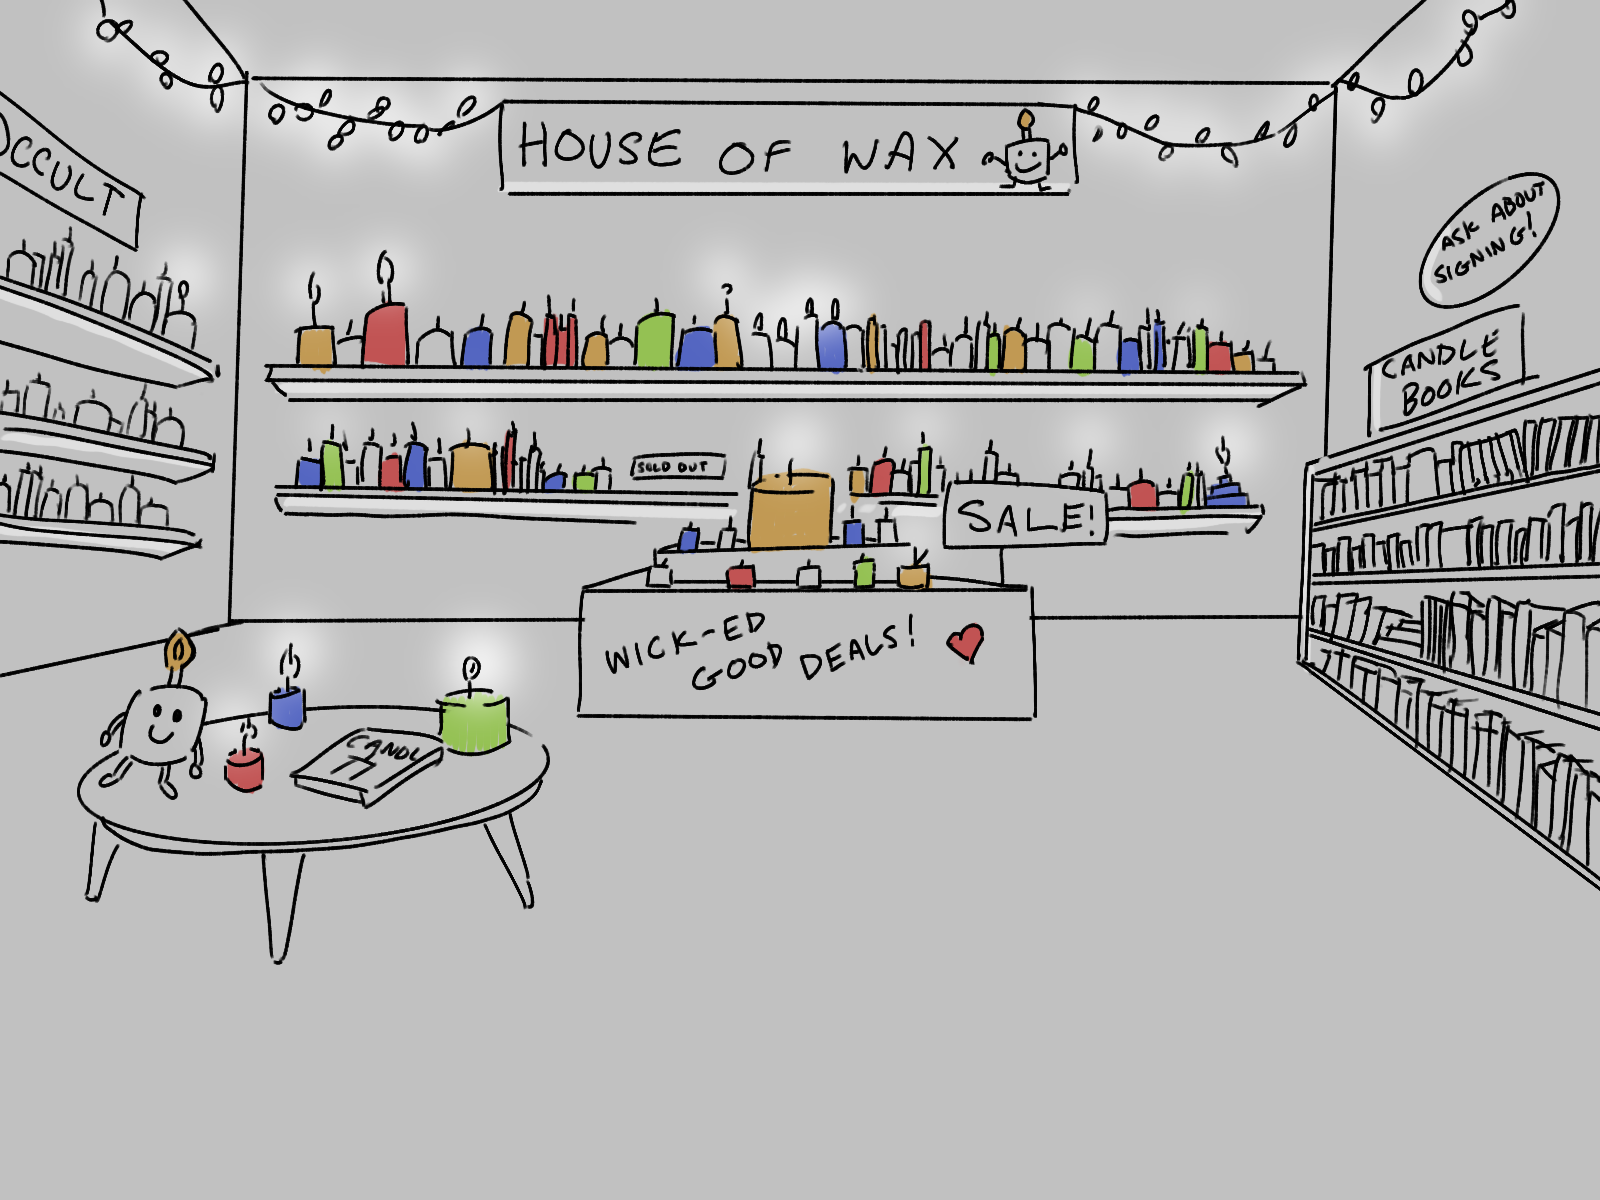 OCCULT
HOUSE OF WAX
ASK ABOUT
SIGNING!
CANDLE
BOOKS
SOLD OUT
SALE!
WICK-ED
GOOD DEALS!
CANDL